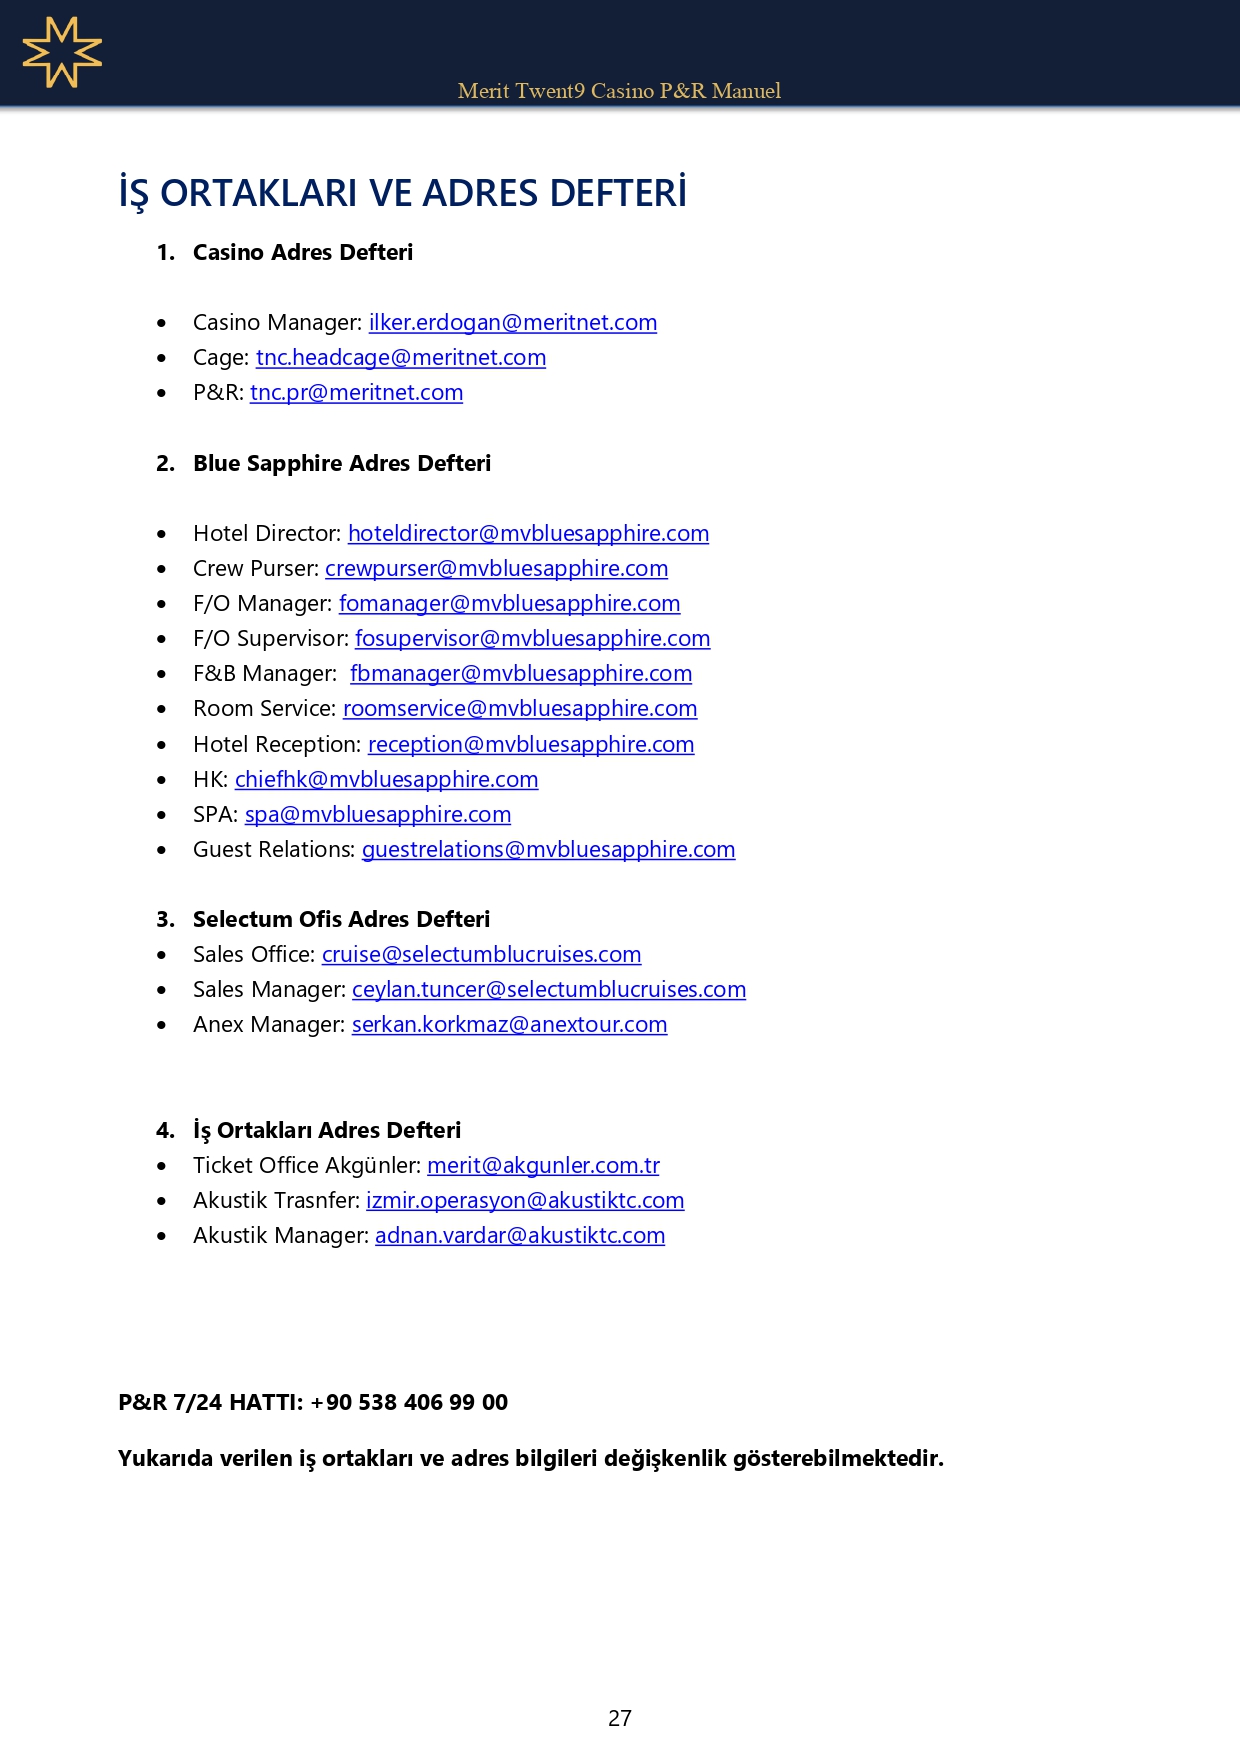 Merit Twent9 Casino P&R Manuel
İŞ ORTAKLARI VE ADRES DEFTERİ
1. Casino Adres Defteri
• Casino Manager: ilker.erdogan@meritnet.com
• Cage: tnc.headcage@meritnet.com
• P&R: tnc.pr@meritnet.com
2. Blue Sapphire Adres Defteri
• Hotel Director: hoteldirector@mvbluesapphire.com
• Crew Purser: crewpurser@mvbluesapphire.com
• F/O Manager: fomanager@mvbluesapphire.com
• F/O Supervisor: fosupervisor@mvbluesapphire.com
• F&B Manager:  fbmanager@mvbluesapphire.com
• Room Service: roomservice@mvbluesapphire.com
• Hotel Reception: reception@mvbluesapphire.com
• HK: chiefhk@mvbluesapphire.com
• SPA: spa@mvbluesapphire.com
• Guest Relations: guestrelations@mvbluesapphire.com
3. Selectum Ofis Adres Defteri
• Sales Office: cruise@selectumblucruises.com
• Sales Manager: ceylan.tuncer@selectumblucruises.com
• Anex Manager: serkan.korkmaz@anextour.com
4. İş Ortakları Adres Defteri
• Ticket Office Akgünler: merit@akgunler.com.tr
• Akustik Trasnfer: izmir.operasyon@akustiktc.com
• Akustik Manager: adnan.vardar@akustiktc.com
P&R 7/24 HATTI: +90 538 406 99 00
Yukarıda verilen iş ortakları ve adres bilgileri değişkenlik gösterebilmektedir.
27